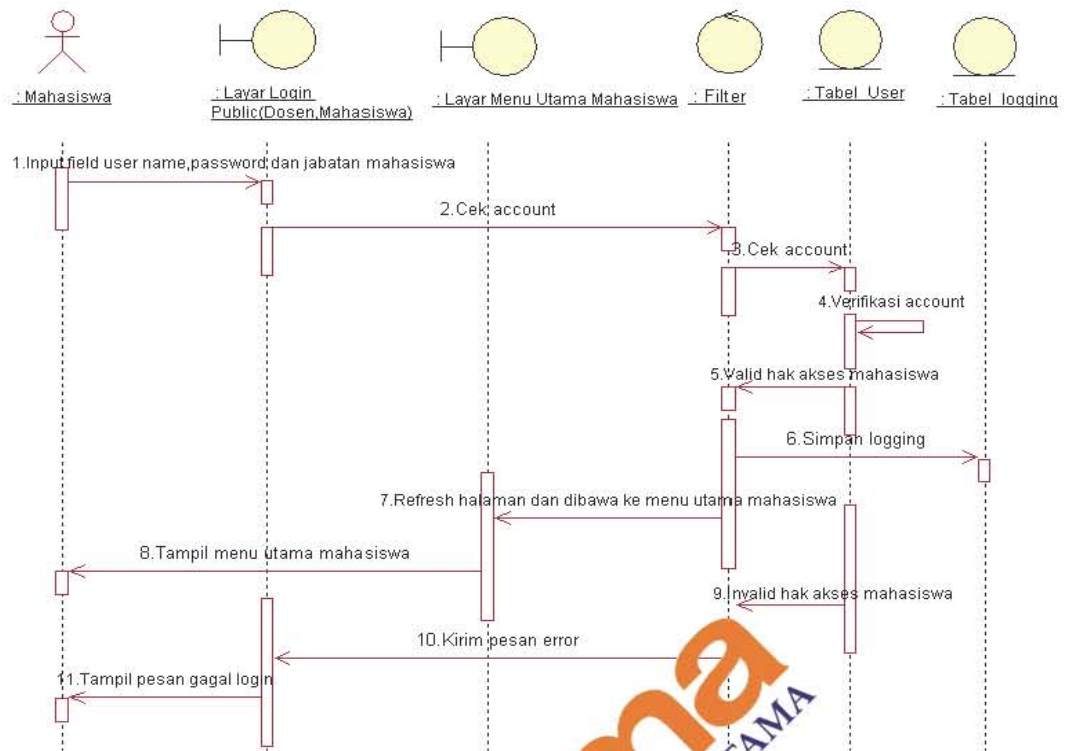 : Mahasiswa
: Layar Login
Public(Dosen,Mahasiswa)
: Layar Menu Utama Mahasiswa
: Filter
: Tabel_User
: Tabel_logging
1.Input field user name,password dan jabatan mahasiswa
2.Cek account
3.Cek account
4.Verifikasi account
5.Valid hak akses mahasiswa
6.Simpan logging
7.Refresh halaman dan dibawa ke menu utama mahasiswa
8.Tampil menu utama mahasiswa
9.Invalid hak akses mahasiswa
10.Kirim pesan error
11.Tampil pesan gagal login
ma
TAMA